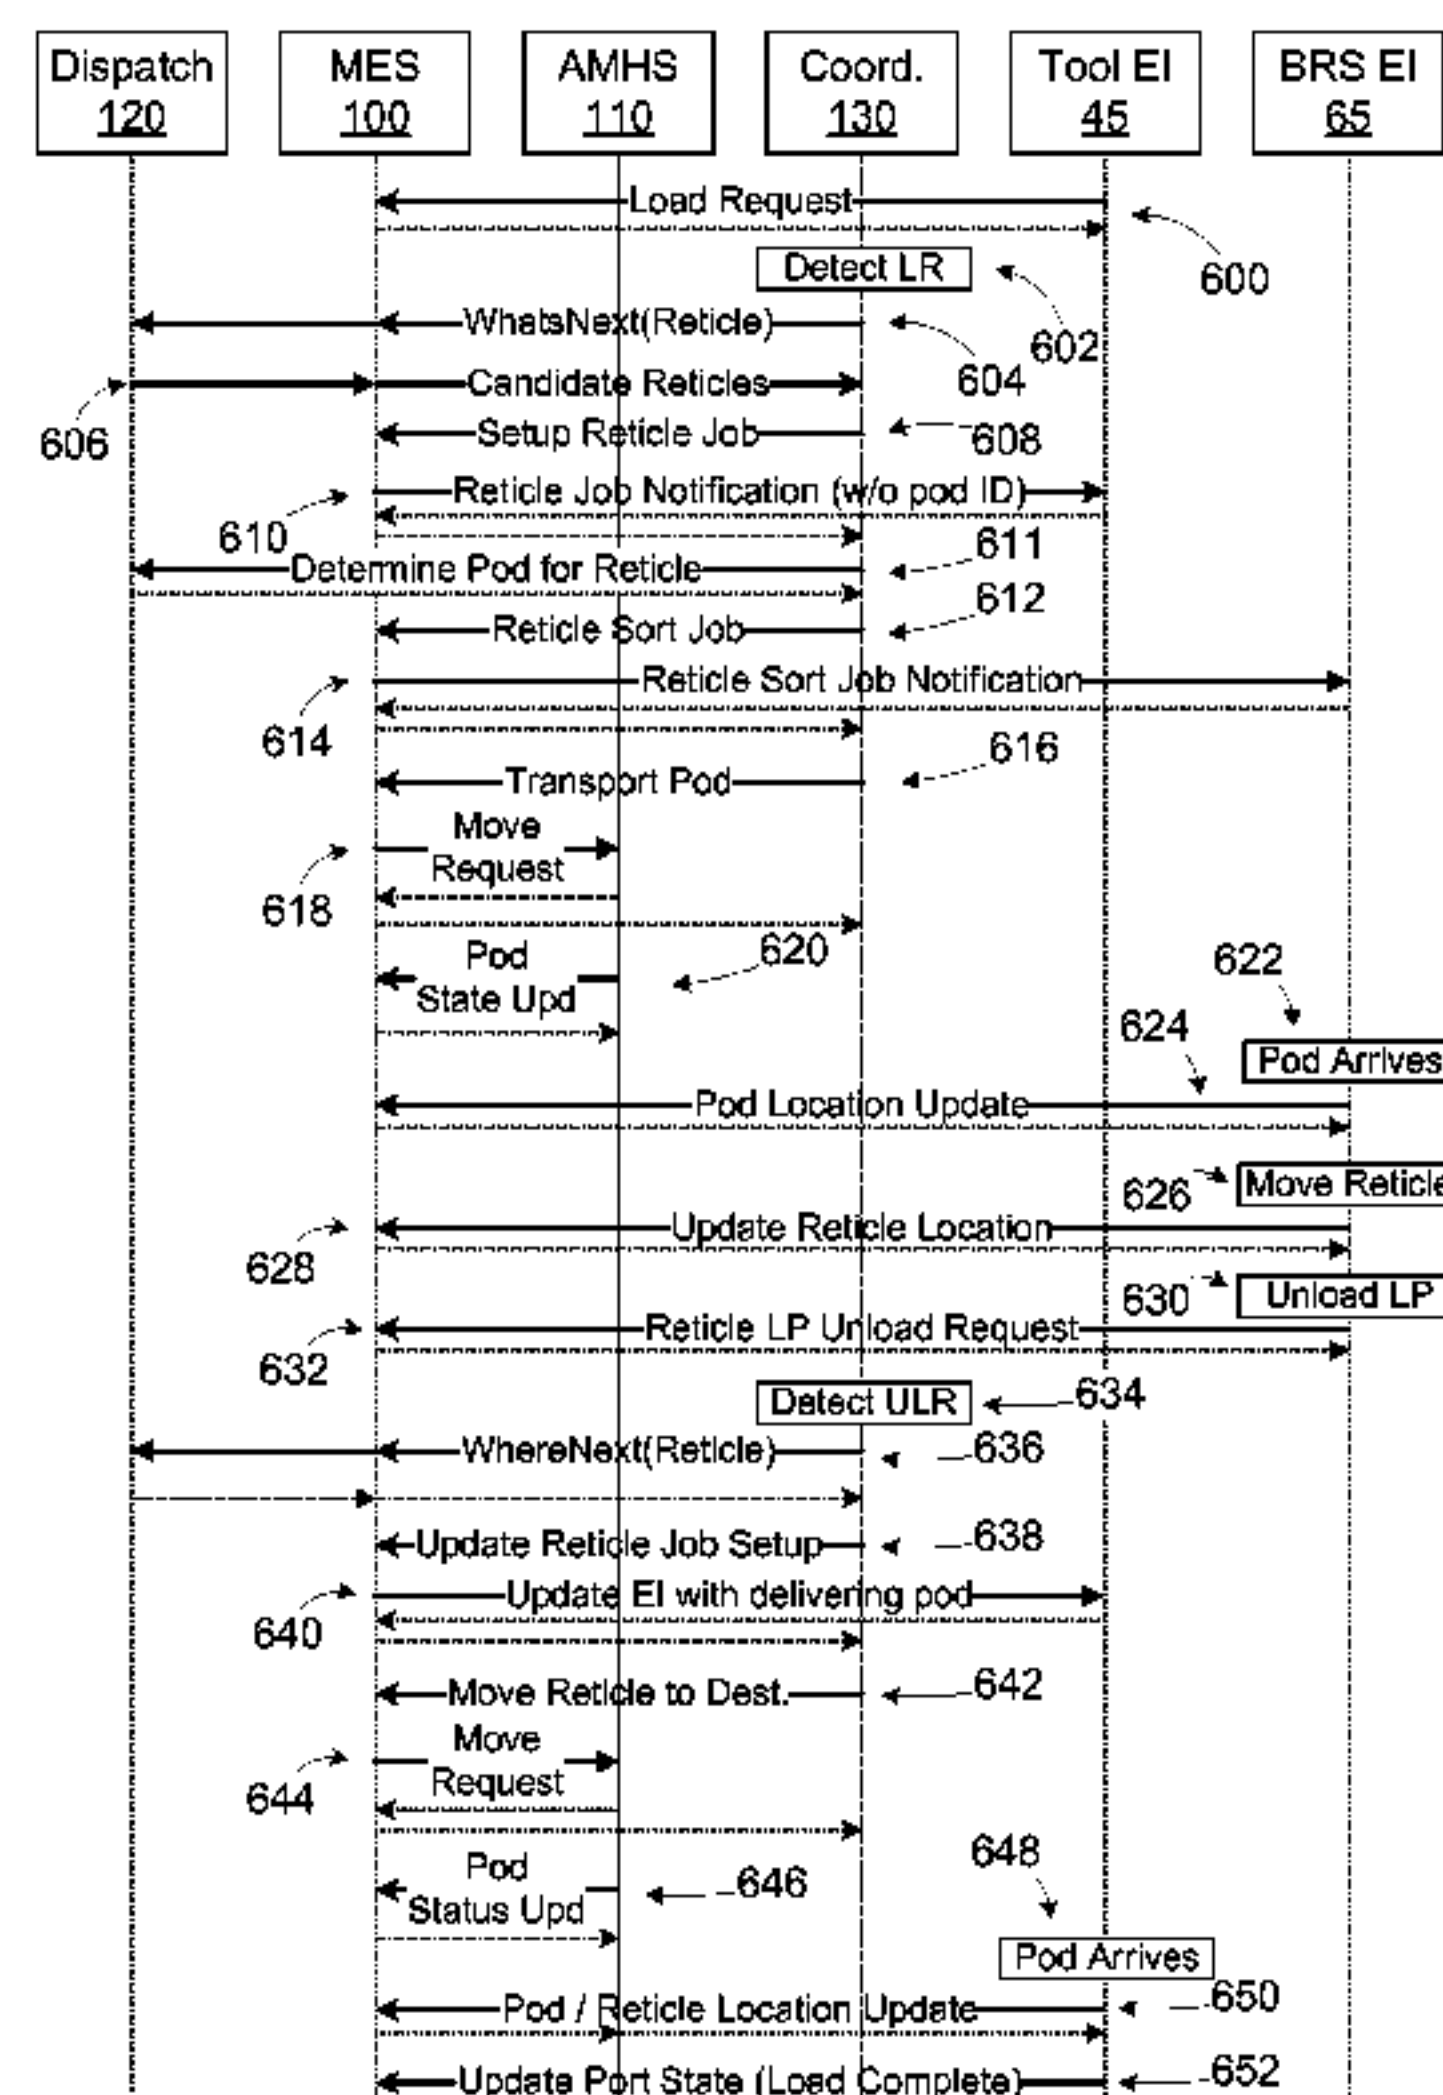 Dispatch
120
MES
100
AMHS
110
Coord.
130
Tool EI
45
BRS EI
65
Load Request
600
Detect LR
602
WhatsNext(Reticle)
604
Candidate Reticles
606
Setup Reticle Job
608
Reticle Job Notification (w/o pod ID)
610
611
Determine Pod for Reticle
612
Reticle Sort Job
Reticle Sort Job Notification
614
616
Transport Pod
Move
Request
618
Pod
State Upd
620
622
624
Pod Arrives
Pod Location Update
626
Move Reticle
Update Reticle Location
628
630
Unload LP
Reticle LP Unload Request
632
Detect ULR
634
WhereNext(Reticle)
636
Update Reticle Job Setup
638
Update EI with delivering pod
640
Move Reticle to Dest.
642
Move
Request
644
Pod
Status Upd
646
648
Pod Arrives
Pod / Reticle Location Update
650
Update Port State (Load Complete)
652